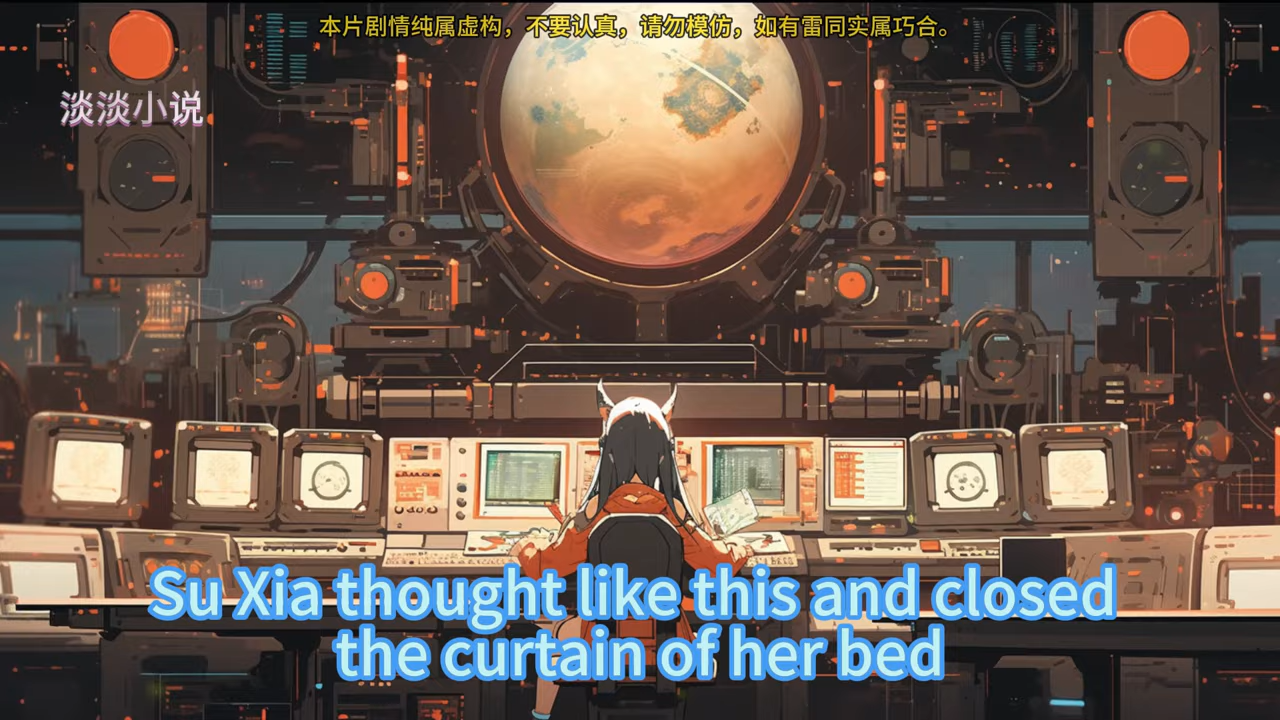 本片剧情纯属虚构，不要认真，请勿模仿，如有雷同实属巧合。
淡淡小说
Su Xia thought like this and closed
the curtain of her bed